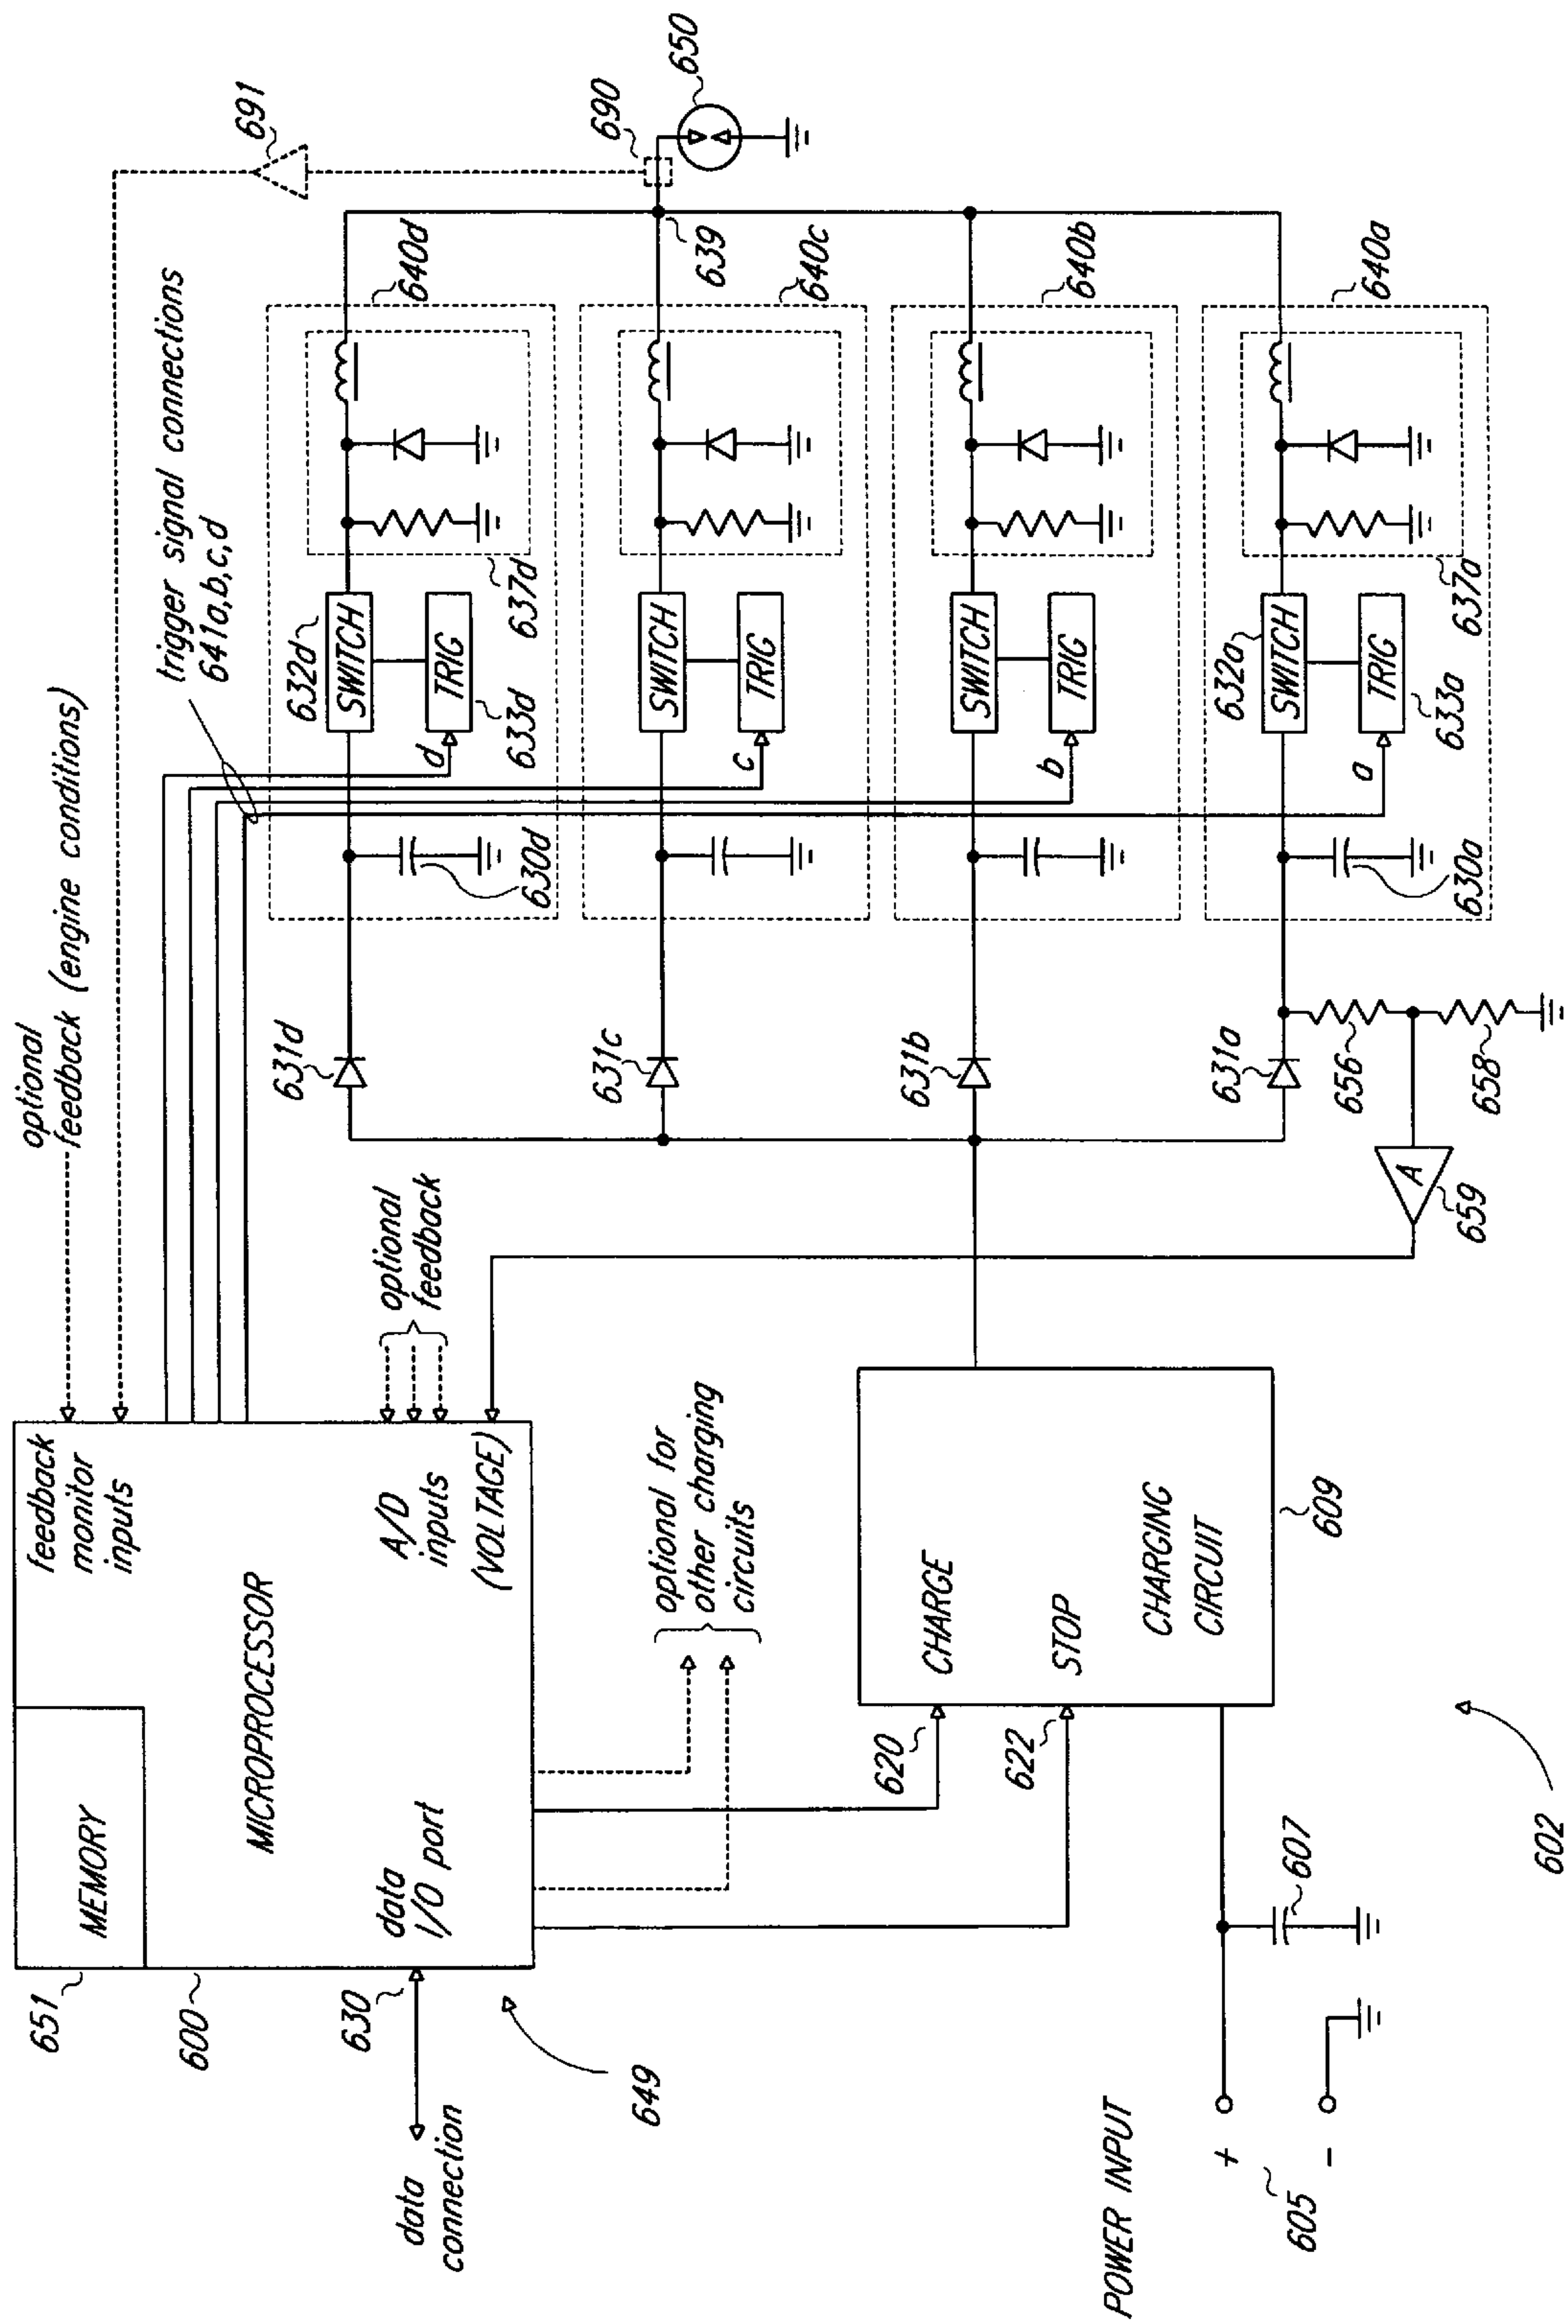 optional
feedback (engine conditions)
trigger signal connections
641a,b,c,d
691
690
650
639
651
MEMORY
feedback
monitor
inputs
600
MICROPROCESSOR
630
data
I/O port
A/D
inputs
(VOLTAGE)
optional
feedback
data
connection
649
optional for
other charging
circuits
631d
630d
632d
SWITCH
d
TRIG
633d
637d
640d
631c
SWITCH
c
TRIG
640c
631b
SWITCH
b
TRIG
640b
631a
630a
632a
SWITCH
a
TRIG
633a
637a
640a
656
658
A
659
620
CHARGE
622
STOP
CHARGING
CIRCUIT
609
POWER INPUT
+
605
-
607
602